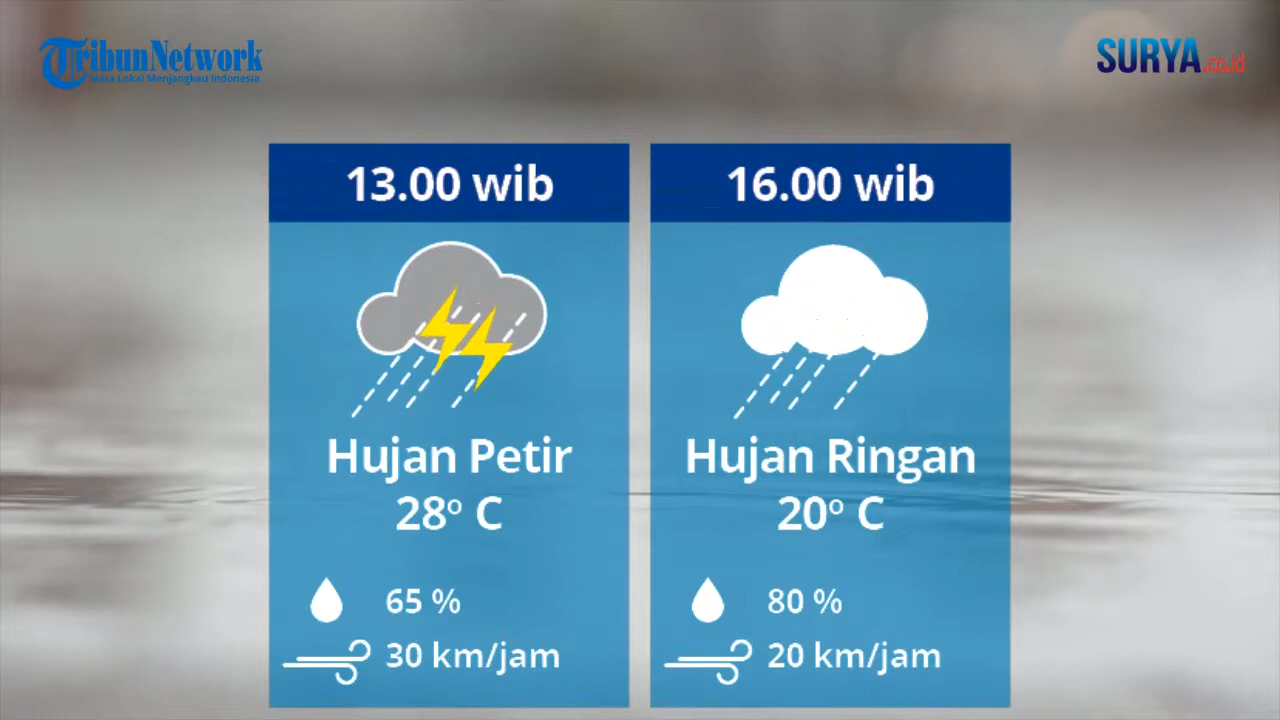 TribunNetwork
Mata Lokal Menjangkau Indonesia
SURYA.co.id
13.00 wib
Hujan Petir
28º C
65 %
30 km/jam
16.00 wib
Hujan Ringan
20º C
80 %
20 km/jam